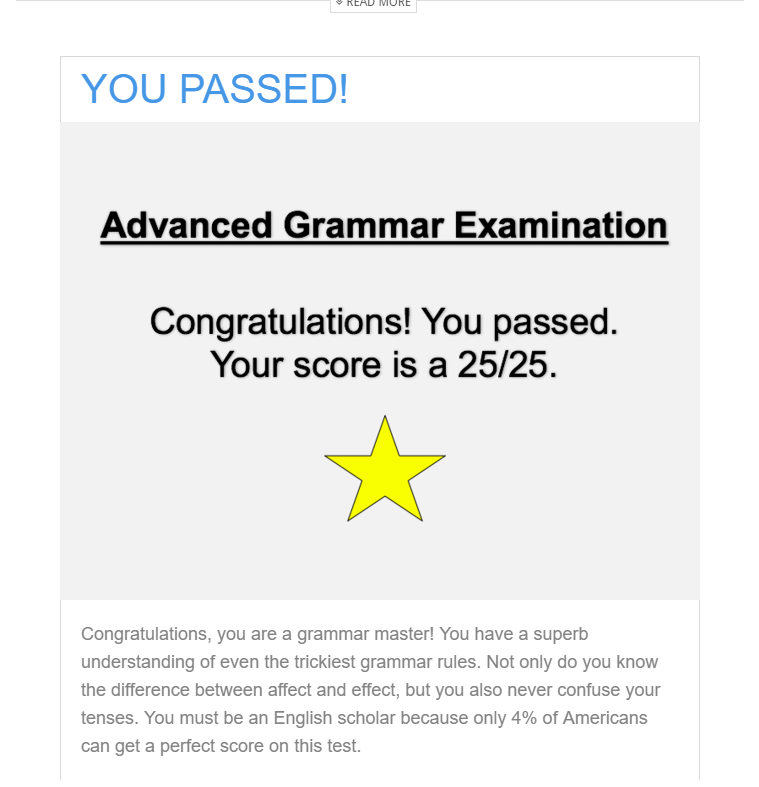 READ MORE
YOU PASSED!
Advanced Grammar Examination
Congratulations! You passed.
Your score is a 25/25.
Congratulations, you are a grammar master! You have a superb
understanding of even the trickiest grammar rules. Not only do you know
the difference between affect and effect, but you also never confuse your
tenses. You must be an English scholar because only 4% of Americans
can get a perfect score on this test.